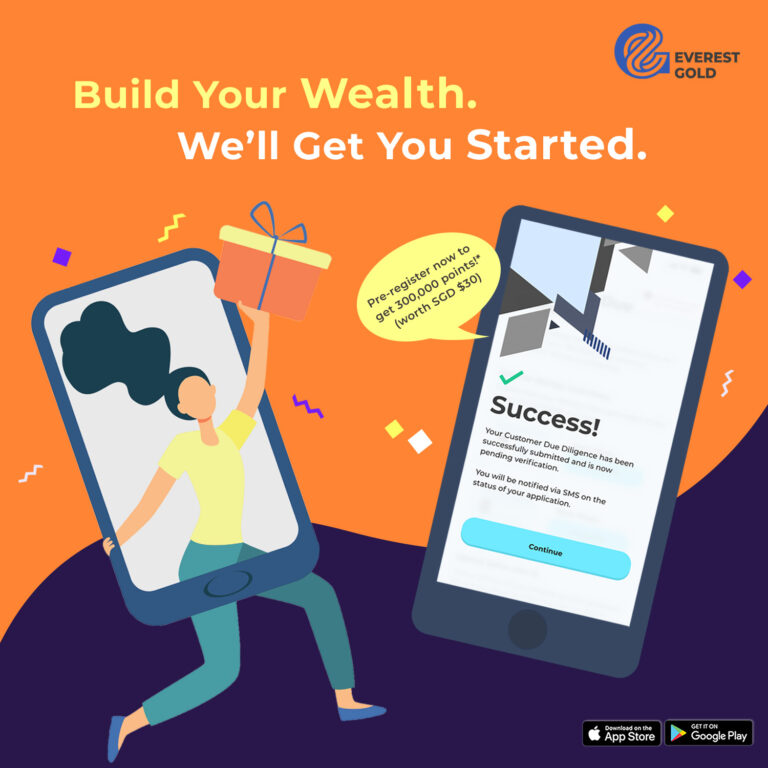 EVEREST
GOLD
Build Your Wealth.
We'll Get You Started.
Pre-register now to
get 300,000 points!*
(worth SGD $30)
Success!
Your Customer Due Diligence has been
successfully submitted and is now
pending verification.
You will be notified via SMS on the
status of your application.
Continue
Download on the
App Store
GET IT ON
Google Play